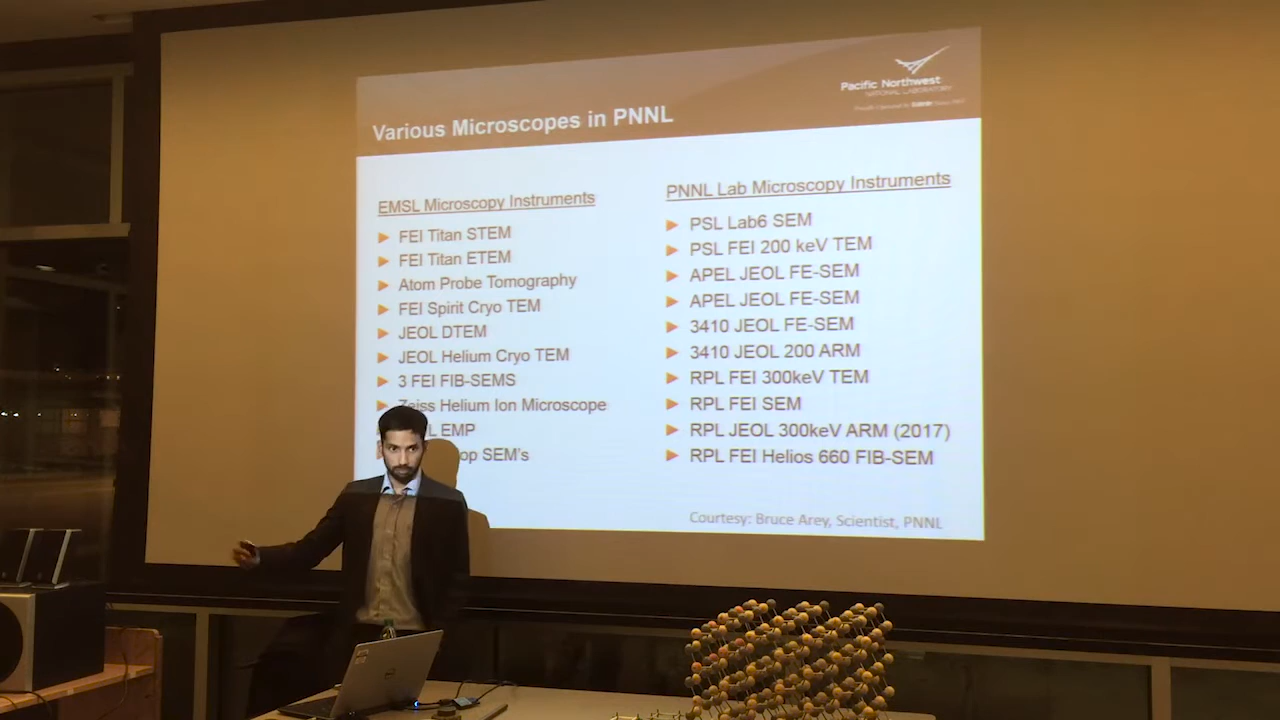 Pacific Northwest
NATIONAL LABORATORY
Various Microscopes in PNNL
EMSL Microscopy Instruments
FEI Titan STEM
FEI Titan ETEM
Atom Probe Tomography
FEI Spirit Cryo TEM
JEOL DTEM
JEOL Helium Cryo TEM
3 FEI FIB-SEMS
Zeiss Helium Ion Microscope
EMP
SEM's
PNNL Lab Microscopy Instruments
PSL Lab6 SEM
PSL FEI 200 keV TEM
APEL JEOL FE-SEM
APEL JEOL FE-SEM
3410 JEOL FE-SEM
3410 JEOL 200 ARM
RPL FEI 300keV TEM
RPL FEI SEM
RPL JEOL 300keV ARM (2017)
RPL FEI Helios 660 FIB-SEM
Courtesy: Bruce Arey, Scientist, PNNL